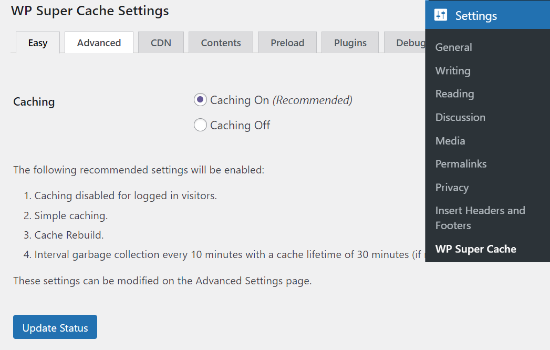 WP Super Cache Settings
Easy
Advanced
CDN
Contents
Preload
Plugins
Debug
Caching
Caching On (Recommended)
Caching Off
The following recommended settings will be enabled:
1. Caching disabled for logged in visitors.
2. Simple caching.
3. Cache Rebuild.
4. Interval garbage collection every 10 minutes with a cache lifetime of 30 minutes (if
These settings can be modified on the Advanced Settings page.
Update Status
Settings
General
Writing
Reading
Discussion
Media
Permalinks
Privacy
Insert Headers and
Footers
WP Super Cache